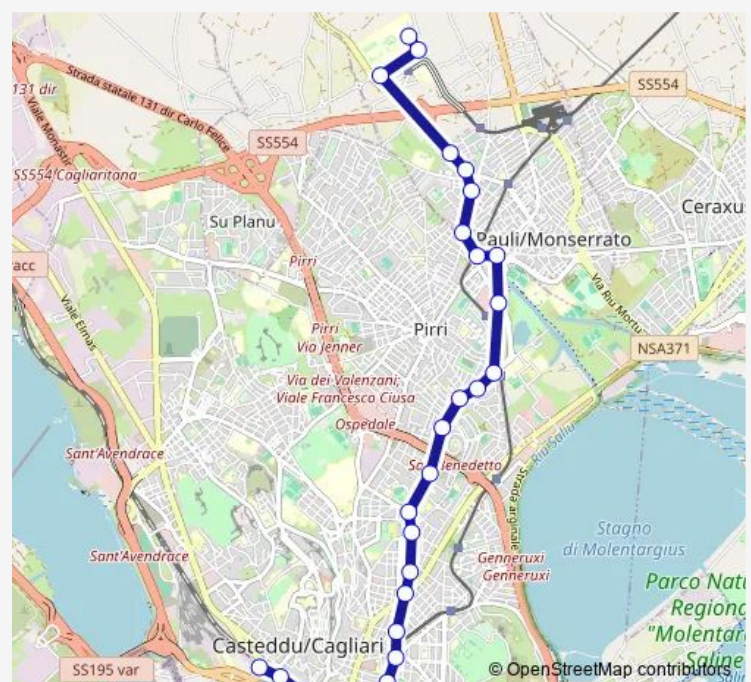 Strada statale 131 dir Carlo Felice
131 dir
Viale Monastir
SS554
SS554
SS554 Cagliaritana
Su Planu
Ceraxus
Pauli/Monserrato
acc
Pirri
Viale Elmas
Via Riu Mortu
Pirri
Via Jenner
Pirri
NSA371
Via dei Valenzani;
Viale Francesco Ciusa
Ospedale
Riu Saliu
Sant'Avendrace
San Benedetto
Strada arginale
Stagno
di Molentargius
Sant'Avendrace
Genneruxi
Genneruxi
Parco Natu
Regiona
"Molentar
Saline
Casteddu/Cagliari
SS195 var
© OpenStreetMap contributors